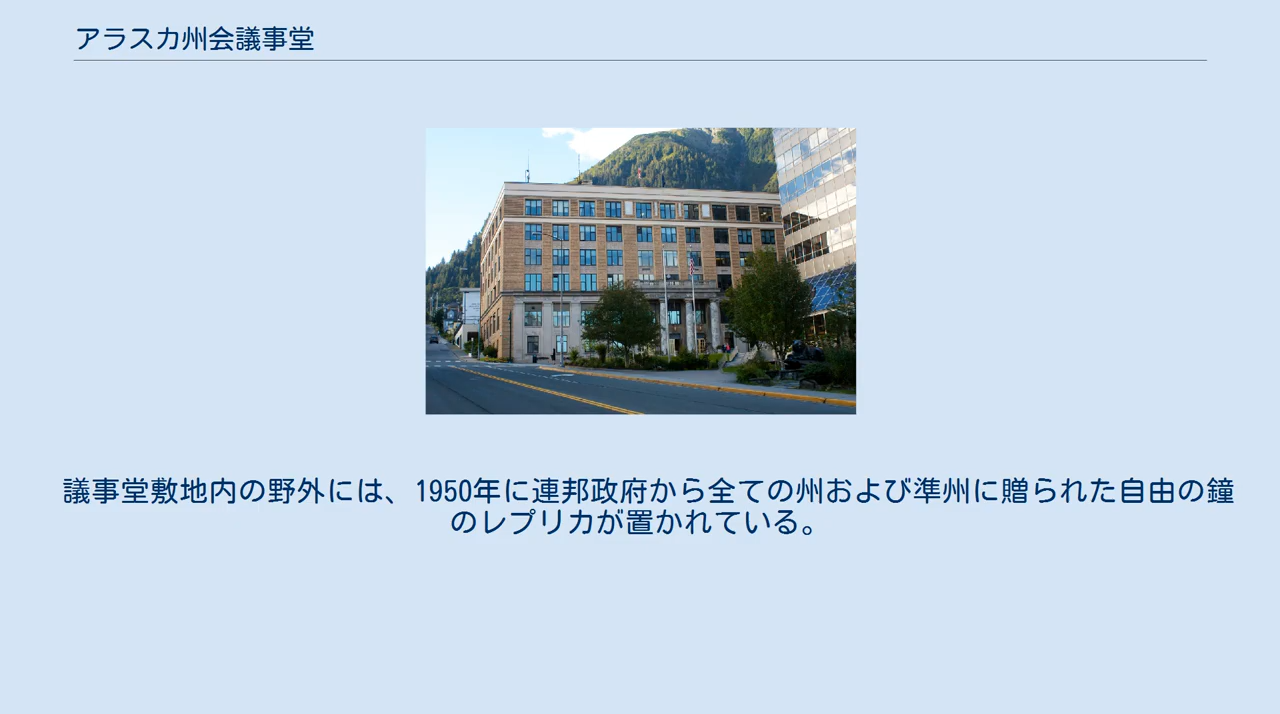 アラスカ州会議事堂
議事堂敷地内の野外には、1950年に連邦政府から全ての州および準州に贈られた自由の鐘
のレプリカが置かれている。